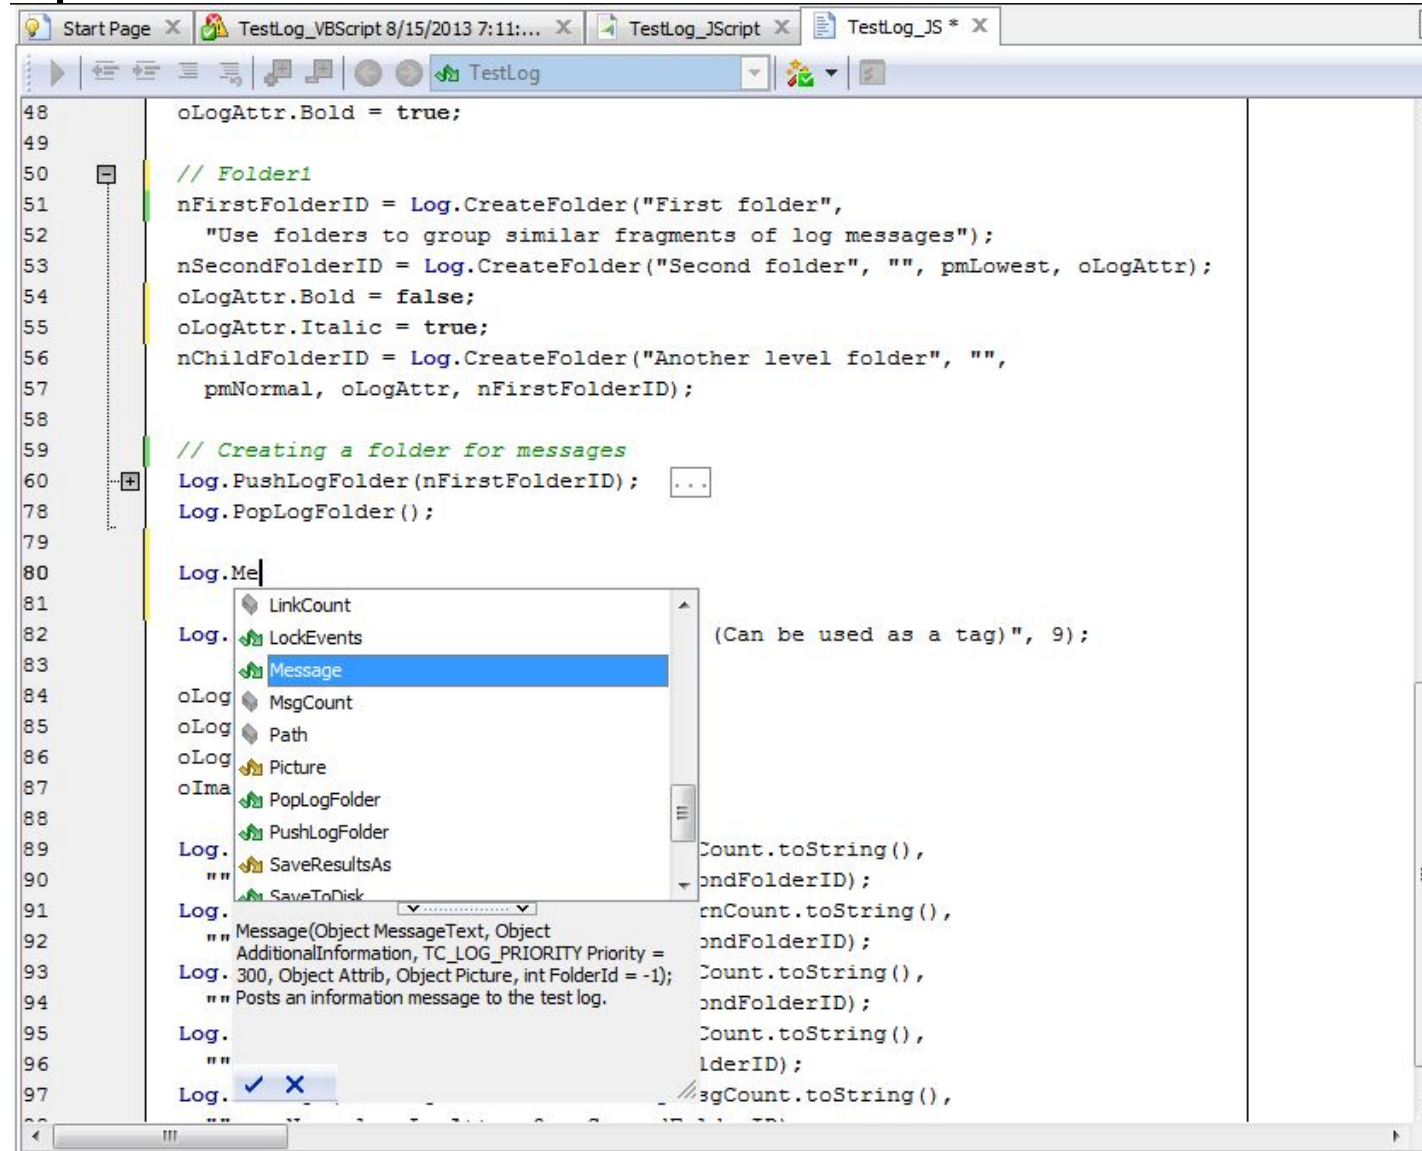 Start Page X TestLog_VBScript 8/15/2013 7:11:... X TestLog_JScript X TestLog_JS * X
TestLog
48 oLogAttr.Bold = true;
49
50 // Folder1
51 nFirstFolderID = Log.CreateFolder("First folder",
52 "Use folders to group similar fragments of log messages");
53 nSecondFolderID = Log.CreateFolder("Second folder", "", pmLowest, oLogAttr);
54 oLogAttr.Bold = false;
55 oLogAttr.Italic = true;
56 nChildFolderID = Log.CreateFolder("Another level folder", "",
57 pmNormal, oLogAttr, nFirstFolderID);
58
59 // Creating a folder for messages
60 Log.PushLogFolder(nFirstFolderID); ...
78 Log.PopLogFolder();
79
80 Log.Me
81
82 Log. (Can be used as a tag)", 9);
83
84 oLog
85 oLog
86 oLog
87 oIma
88
89 Log. Count.toString(),
90 "" ondFolderID);
91 Log. rnCount.toString(),
92 "" ondFolderID);
93 Log. Count.toString(),
94 "" ondFolderID);
95 Log. Count.toString(),
96 "" lderID);
97 Log. sgCount.toString(),
LinkCount
LockEvents
Message
MsgCount
Path
Picture
PopLogFolder
PushLogFolder
SaveResultsAs
SaveToDisk
Message(Object MessageText, Object
AdditionalInformation, TC_LOG_PRIORITY Priority =
300, Object Attrib, Object Picture, int FolderId = -1);
Posts an information message to the test log.